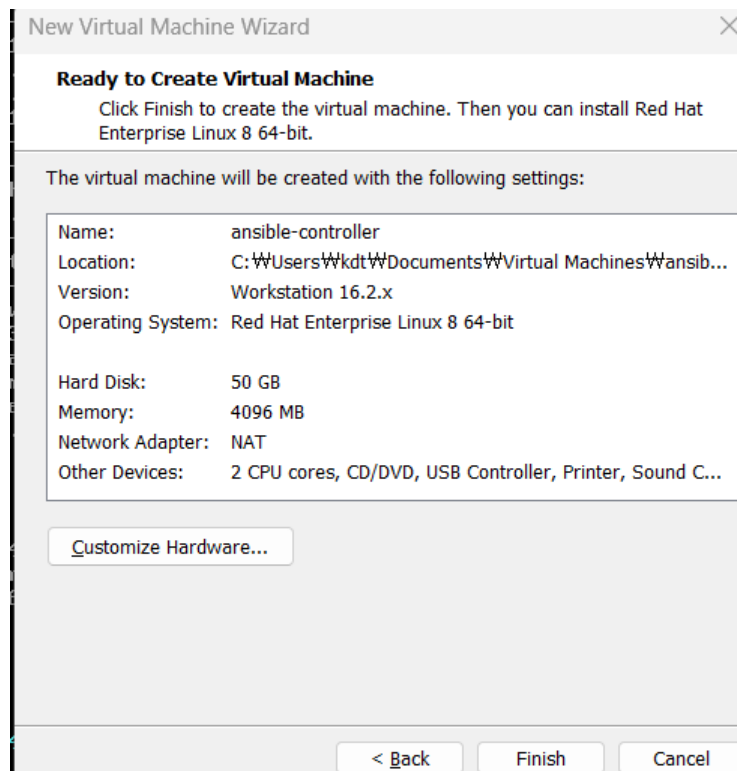 New Virtual Machine Wizard
Ready to Create Virtual Machine
Click Finish to create the virtual machine. Then you can install Red Hat
Enterprise Linux 8 64-bit.
The virtual machine will be created with the following settings:
Name: ansible-controller
Location: C:₩Users₩kdt₩Documents₩Virtual Machines₩ansib...
Version: Workstation 16.2.x
Operating System: Red Hat Enterprise Linux 8 64-bit
Hard Disk: 50 GB
Memory: 4096 MB
Network Adapter: NAT
Other Devices: 2 CPU cores, CD/DVD, USB Controller, Printer, Sound C...
Customize Hardware...
< Back Finish Cancel